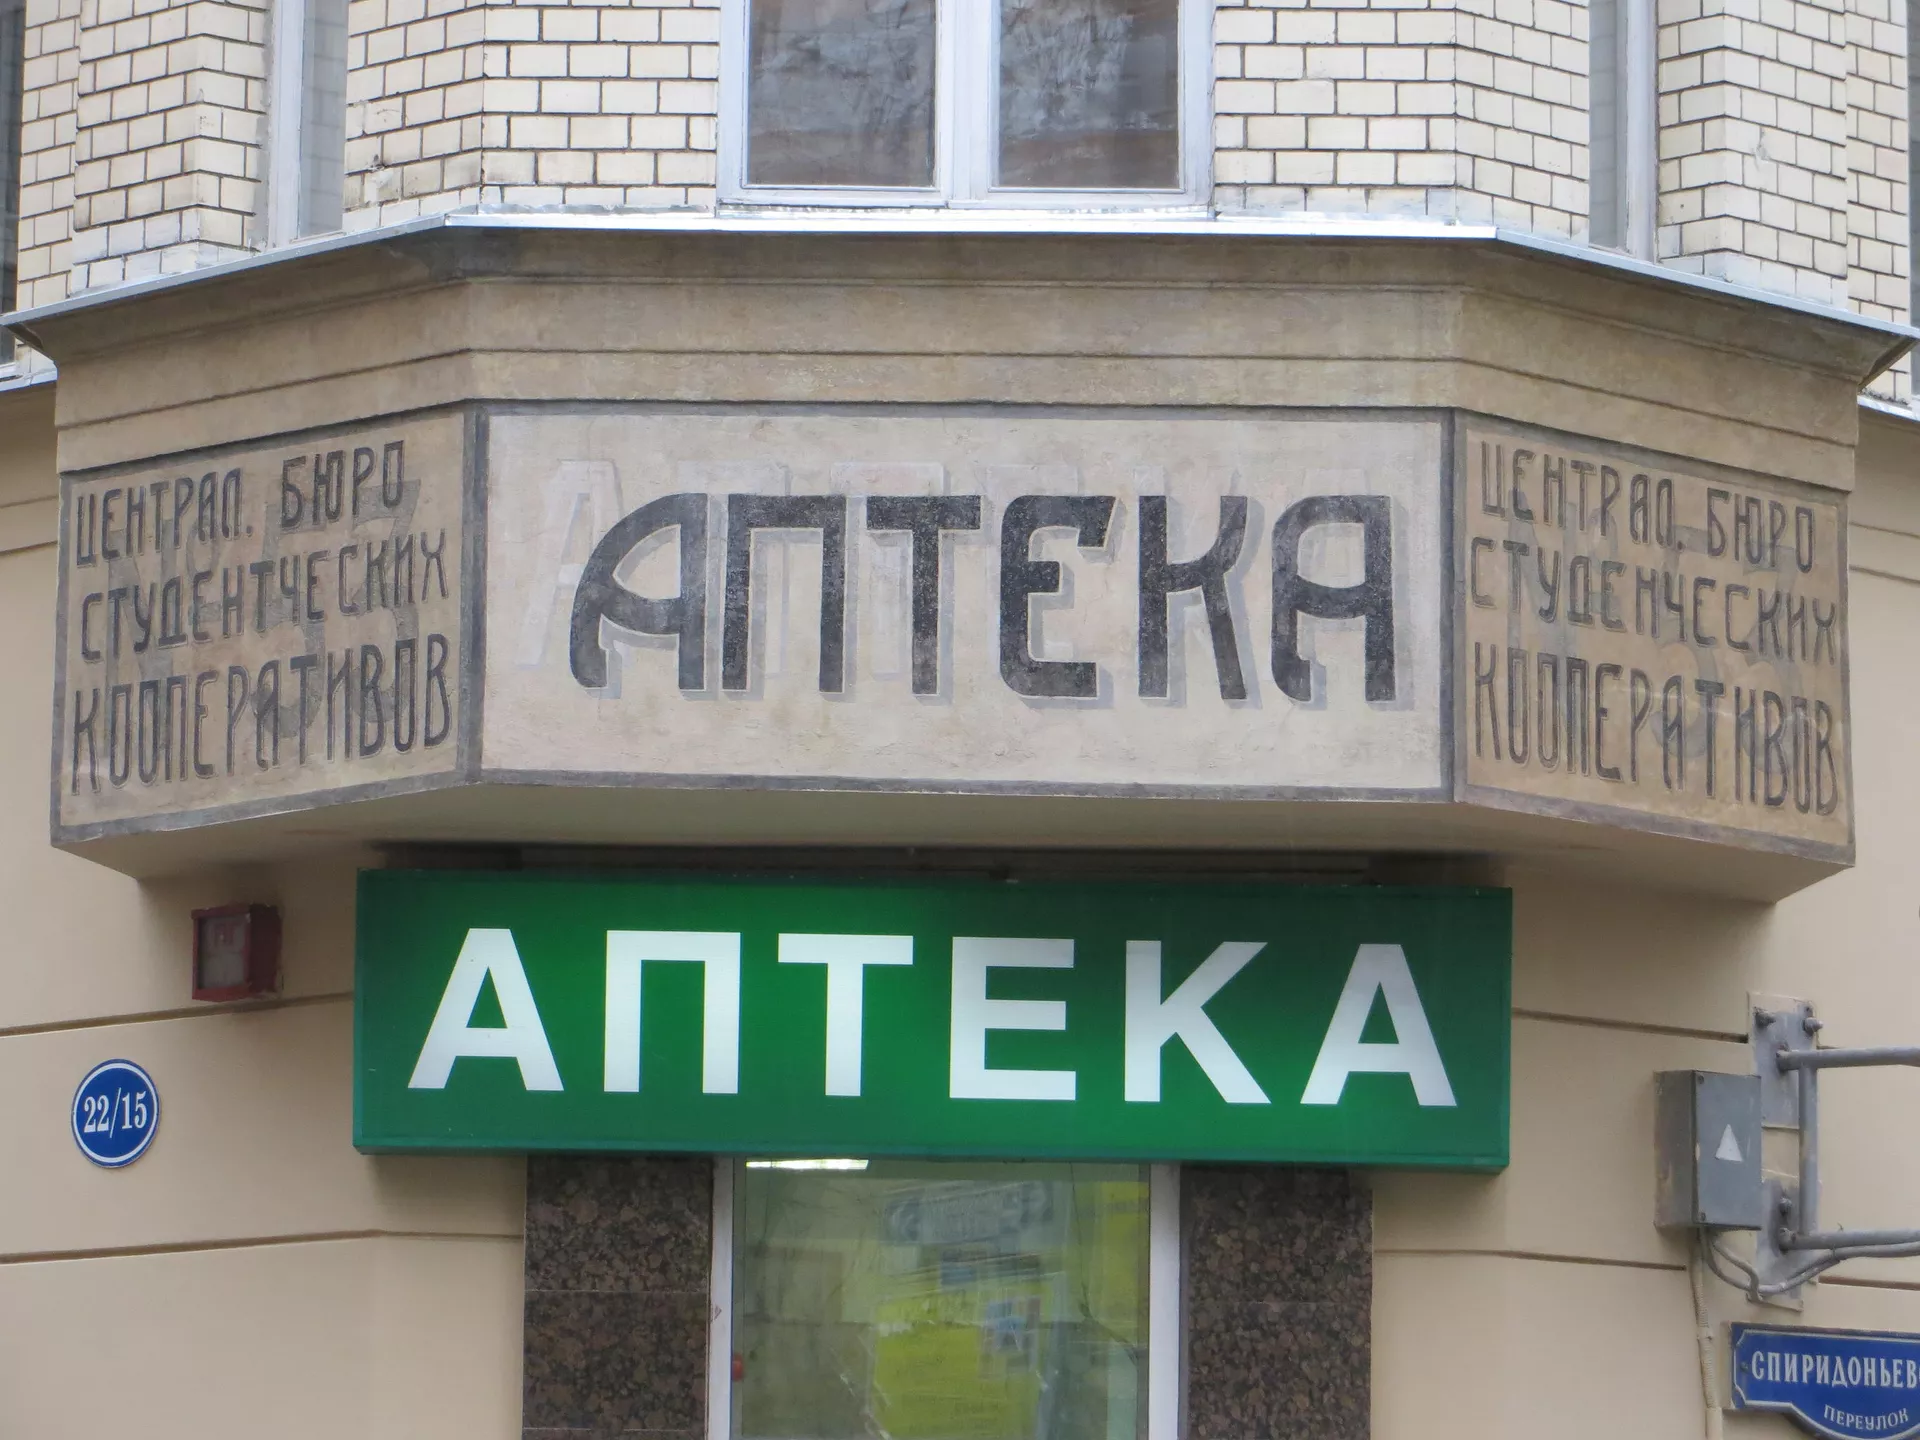 ЦЕНТРАЛ. БЮРО
СТУДЕНТЧЕСКИХ
КООПЕРАТИВОВ
АПТЕКА
ЦЕНТРАЛ. БЮРО
СТУДЕНЧЕСКИХ
КООПЕРАТИВОВ
АПТЕКА
22/15
СПИРИДОНЬЕВ
ПЕРЕУЛОК